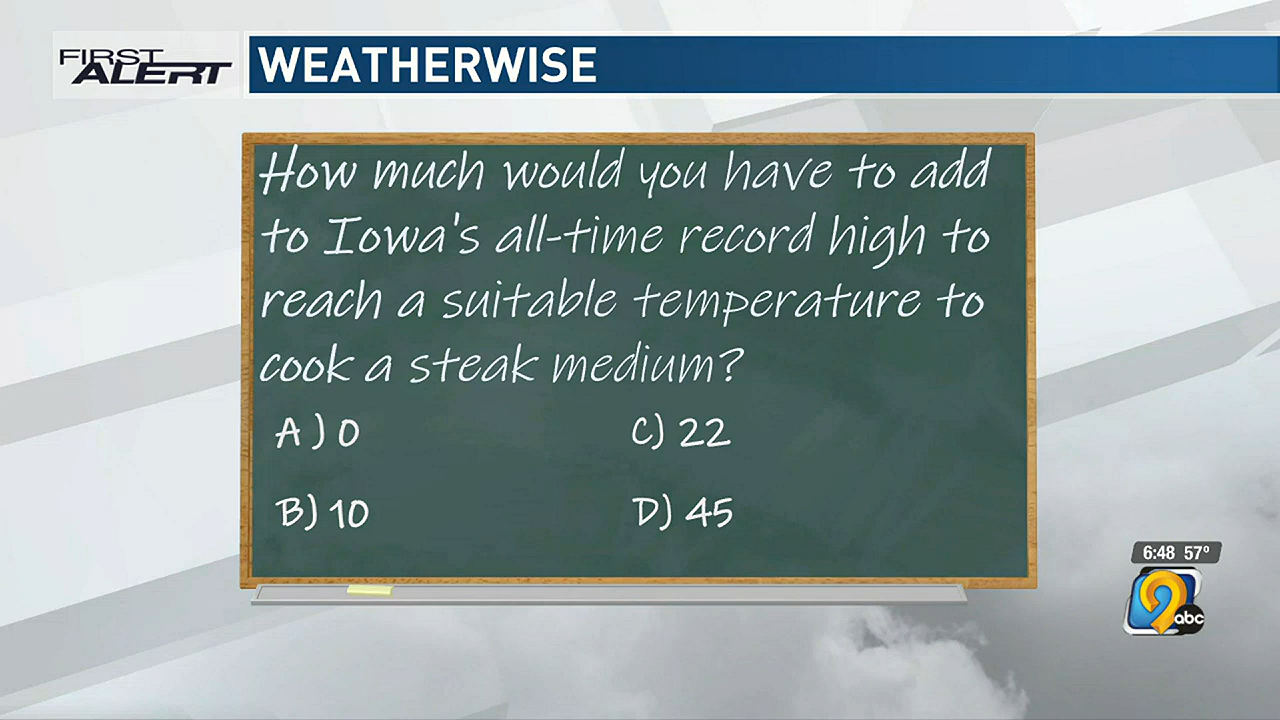 FIRST
ALERT
WEATHERWISE
How much would you have to add
to Iowa's all-time record high to
reach a suitable temperature to
cook a steak medium?
A) 0
C) 22
B) 10
D) 45
6:48 57°
9
abc